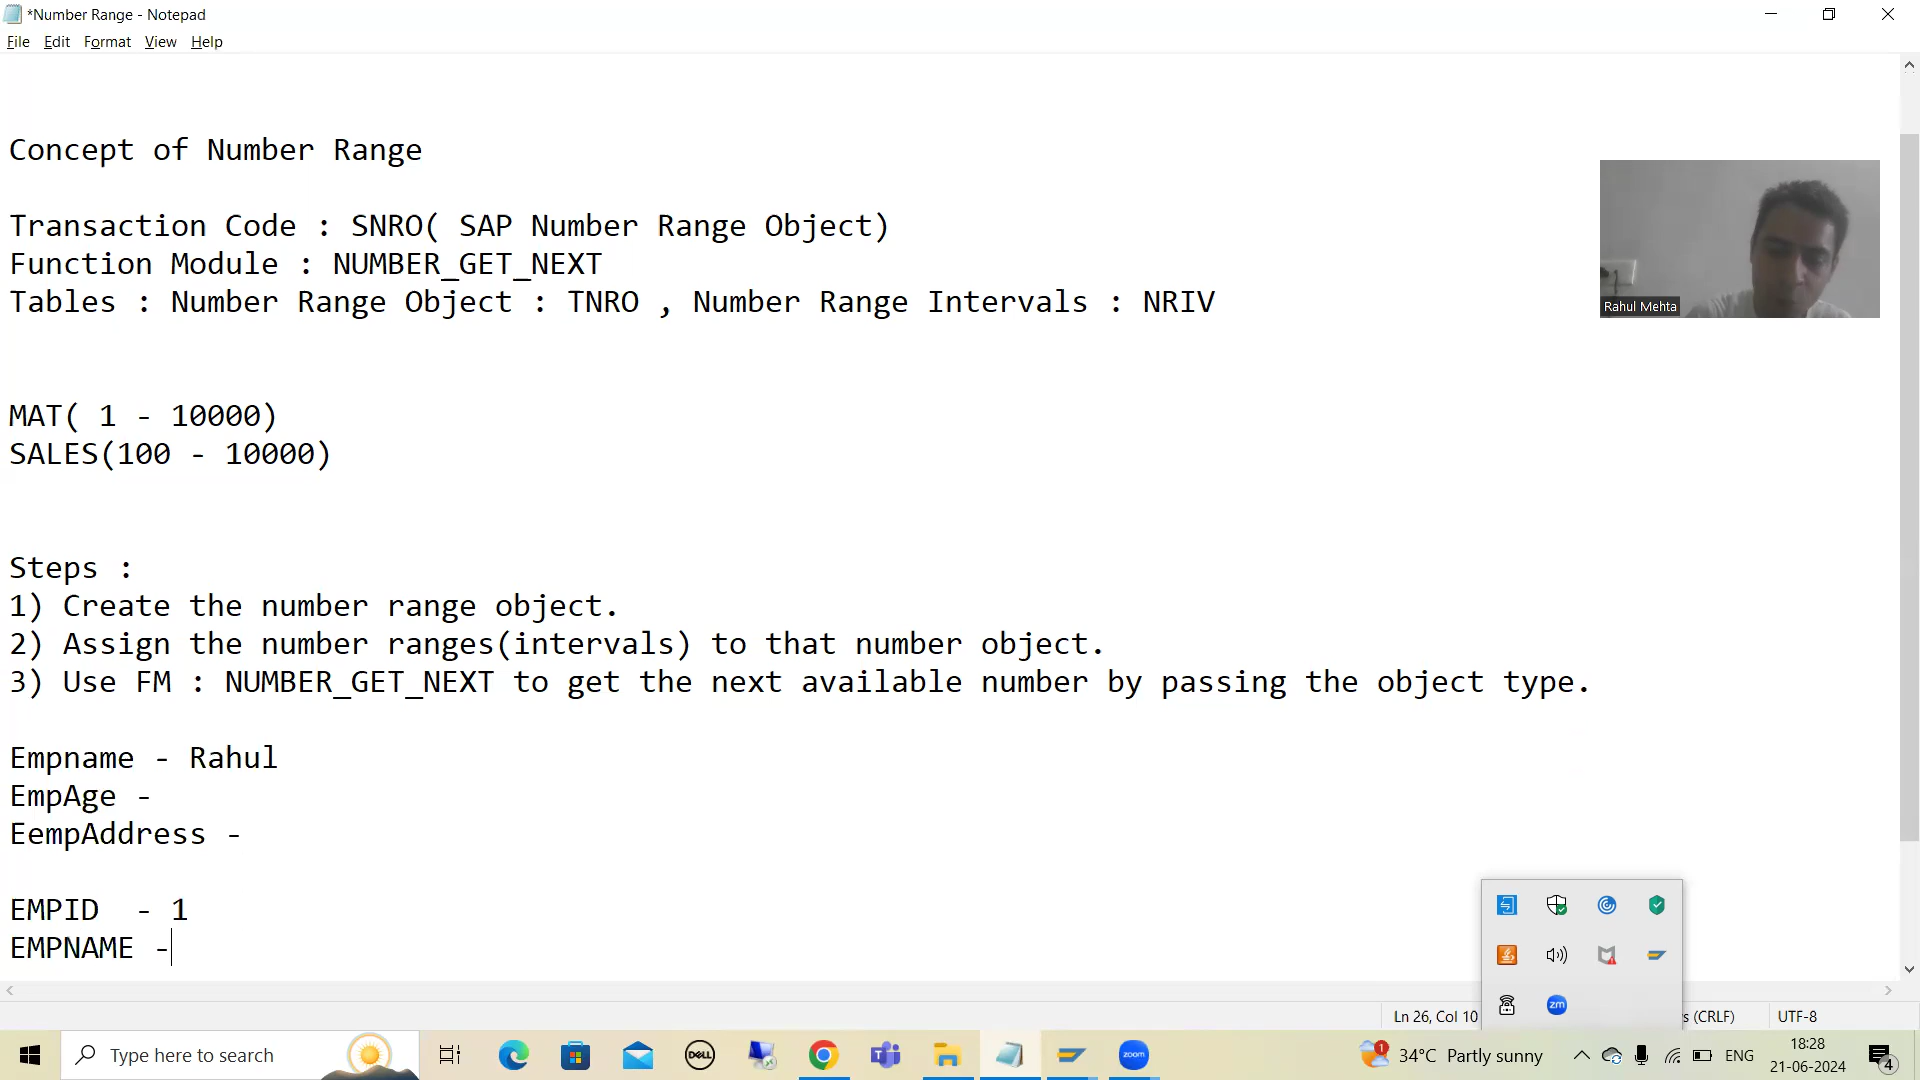 *Number Range - Notepad
File Edit Format View Help
Concept of Number Range
Transaction Code : SNRO( SAP Number Range Object)
Function Module : NUMBER_GET_NEXT
Tables : Number Range Object : TNRO , Number Range Intervals : NRIV
Rahul Mehta
MAT( 1 - 10000)
SALES(100 - 10000)
Steps :
1) Create the number range object.
2) Assign the number ranges(intervals) to that number object.
3) Use FM : NUMBER_GET_NEXT to get the next available number by passing the object type.
Empname - Rahul
EmpAge -
EempAddress -
EMPID - 1
EMPNAME -
zm
Ln 26, Col 10 s (CRLF) UTF-8
Type here to search DELL zoom 1 34°C Partly sunny ENG 18:28
21-06-2024 4